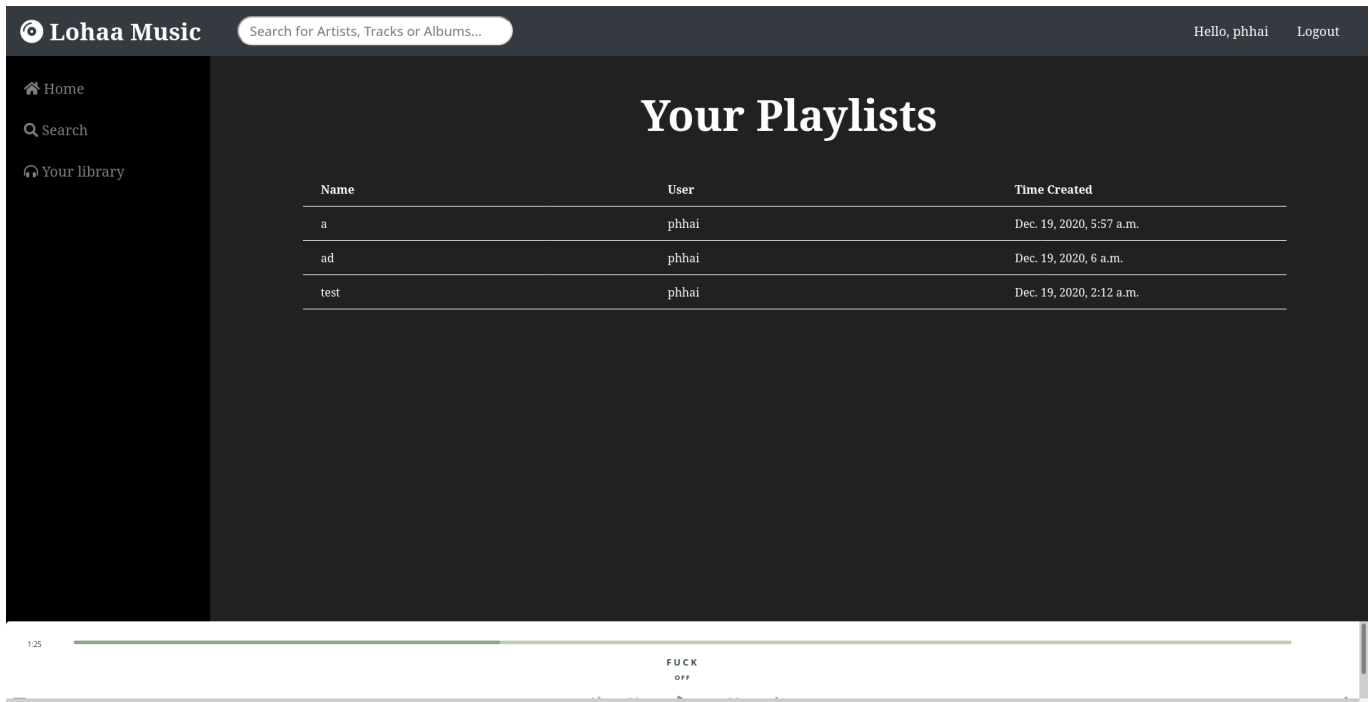 Lohaa Music
Search for Artists, Tracks or Albums...
Hello, phhai Logout
Home
Search
Your library
Your Playlists
Name User Time Created
a phhai Dec. 19, 2020, 5:57 a.m.
ad phhai Dec. 19, 2020, 6 a.m.
test phhai Dec. 19, 2020, 2:12 a.m.
1:25
FUCK
OFF